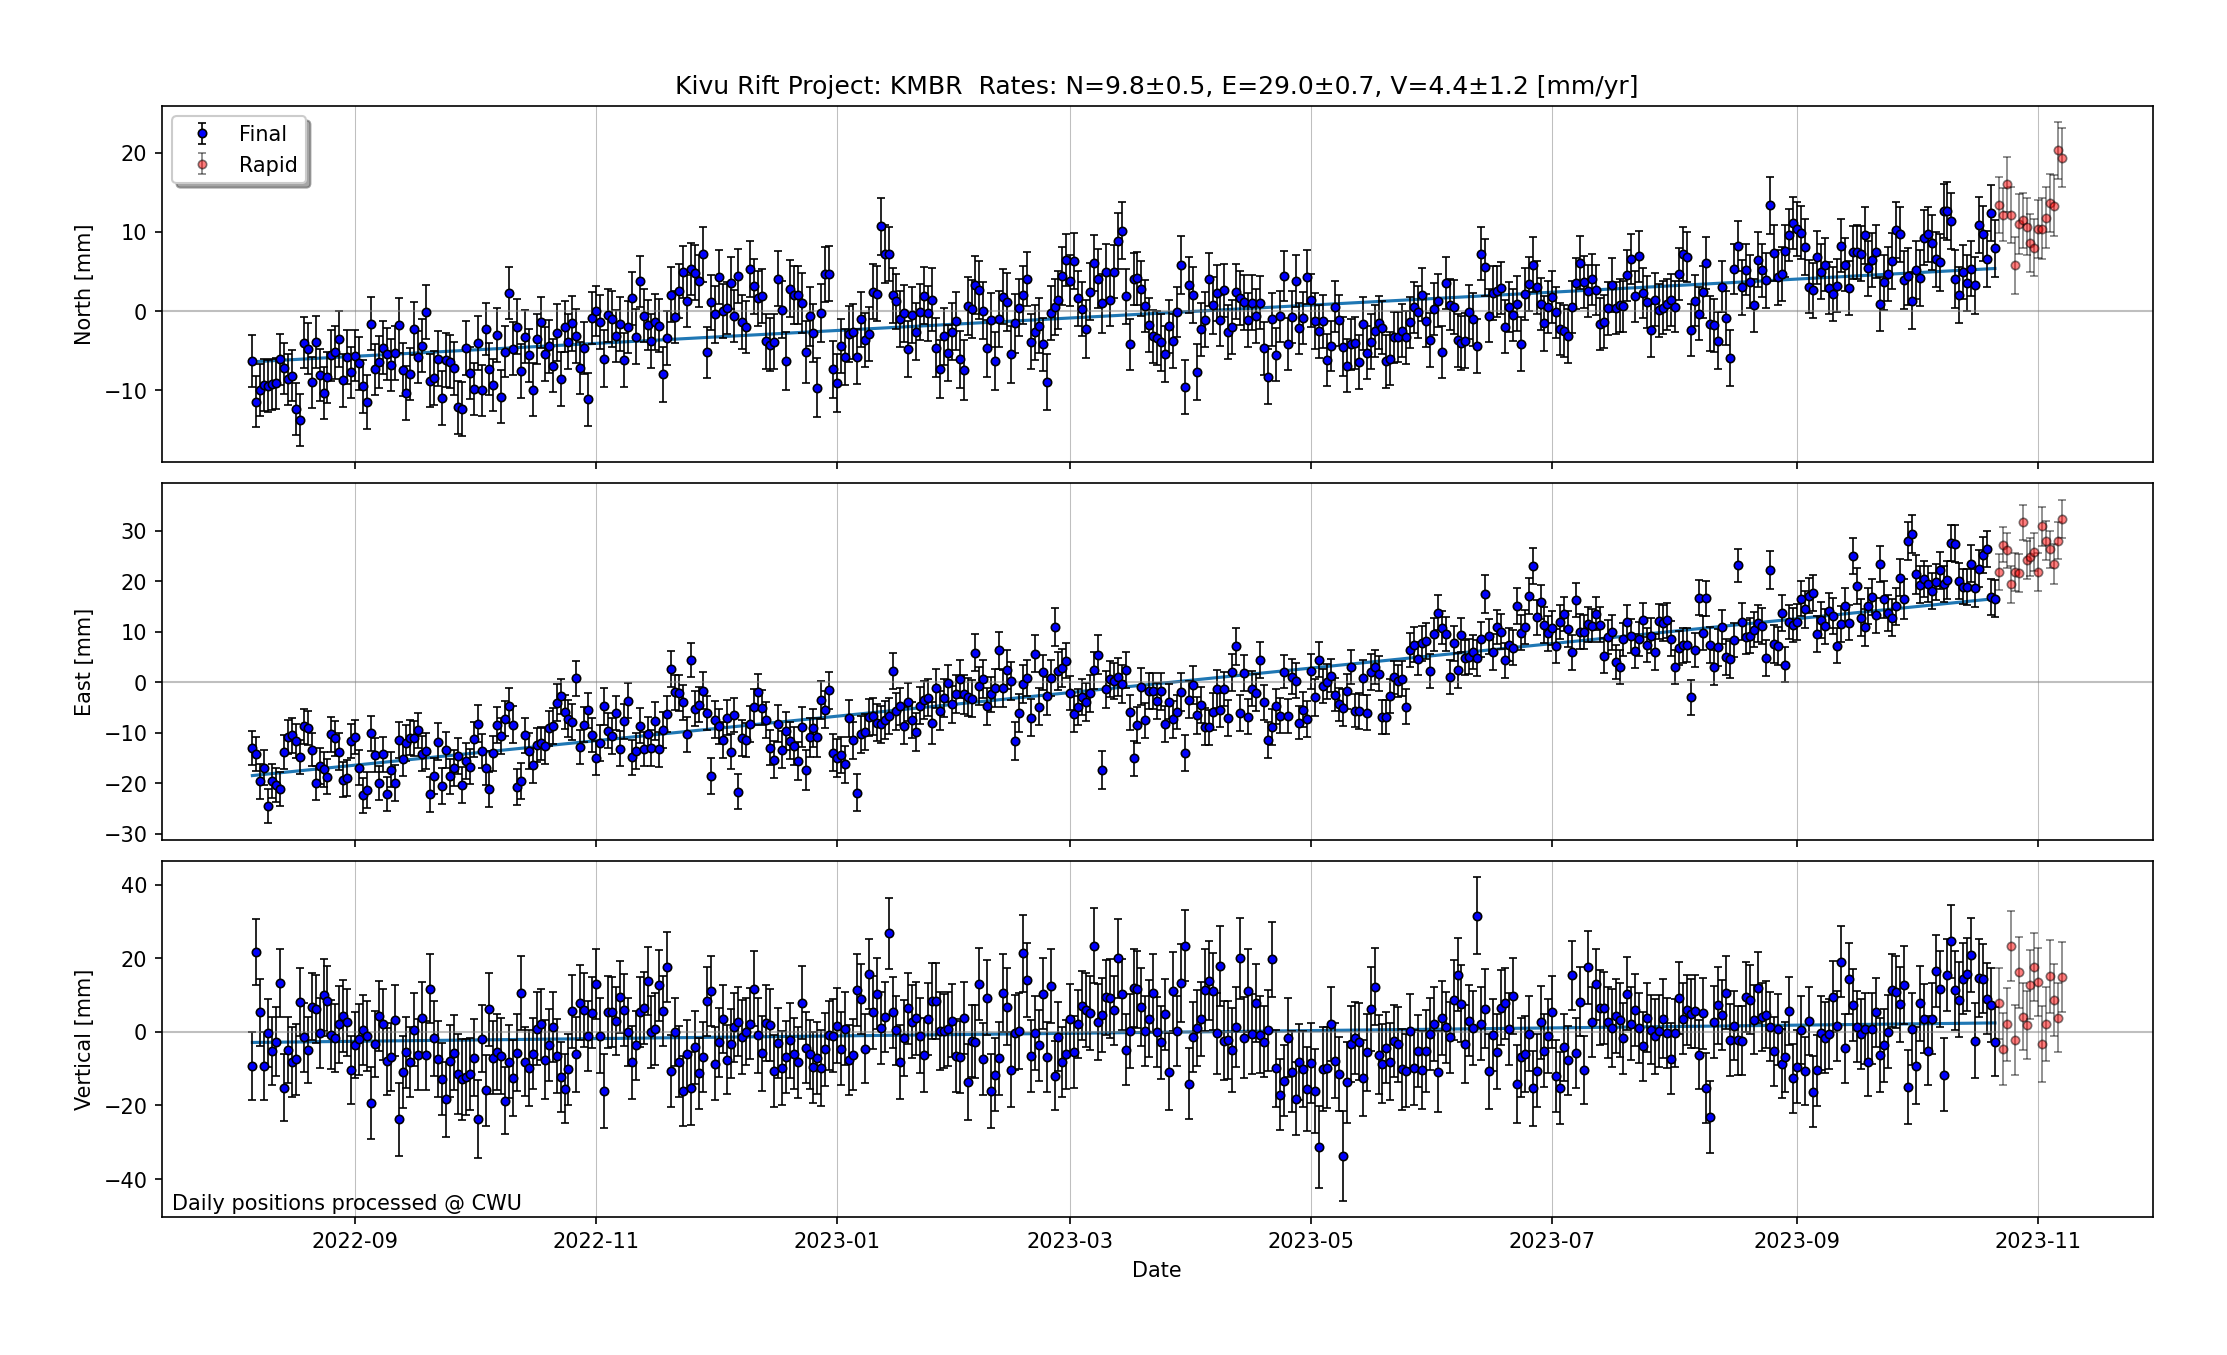 Kivu Rift Project: KMBR  Rates: N=9.8±0.5, E=29.0±0.7, V=4.4±1.2 [mm/yr]
Final
Rapid
North [mm]
20
10
0
−10
East [mm]
30
20
10
0
−10
−20
−30
Vertical [mm]
40
20
0
−20
−40
Daily positions processed @ CWU
2022-09 2022-11 2023-01 2023-03 2023-05 2023-07 2023-09 2023-11
Date